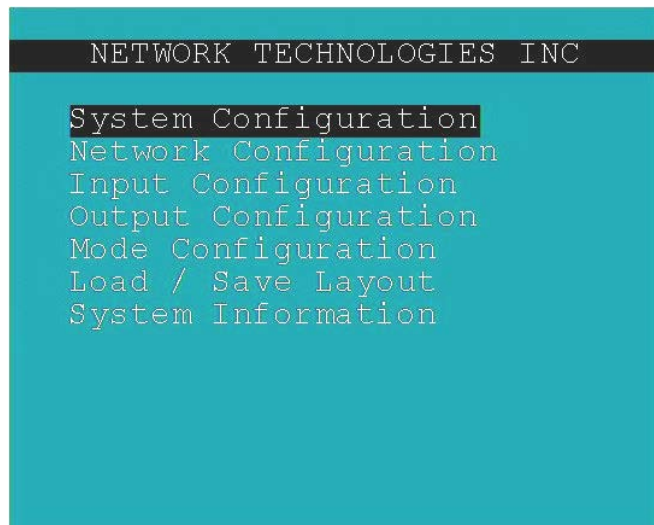 NETWORK TECHNOLOGIES INC
System Configuration
Network Configuration
Input Configuration
Output Configuration
Mode Configuration
Load / Save Layout
System Information